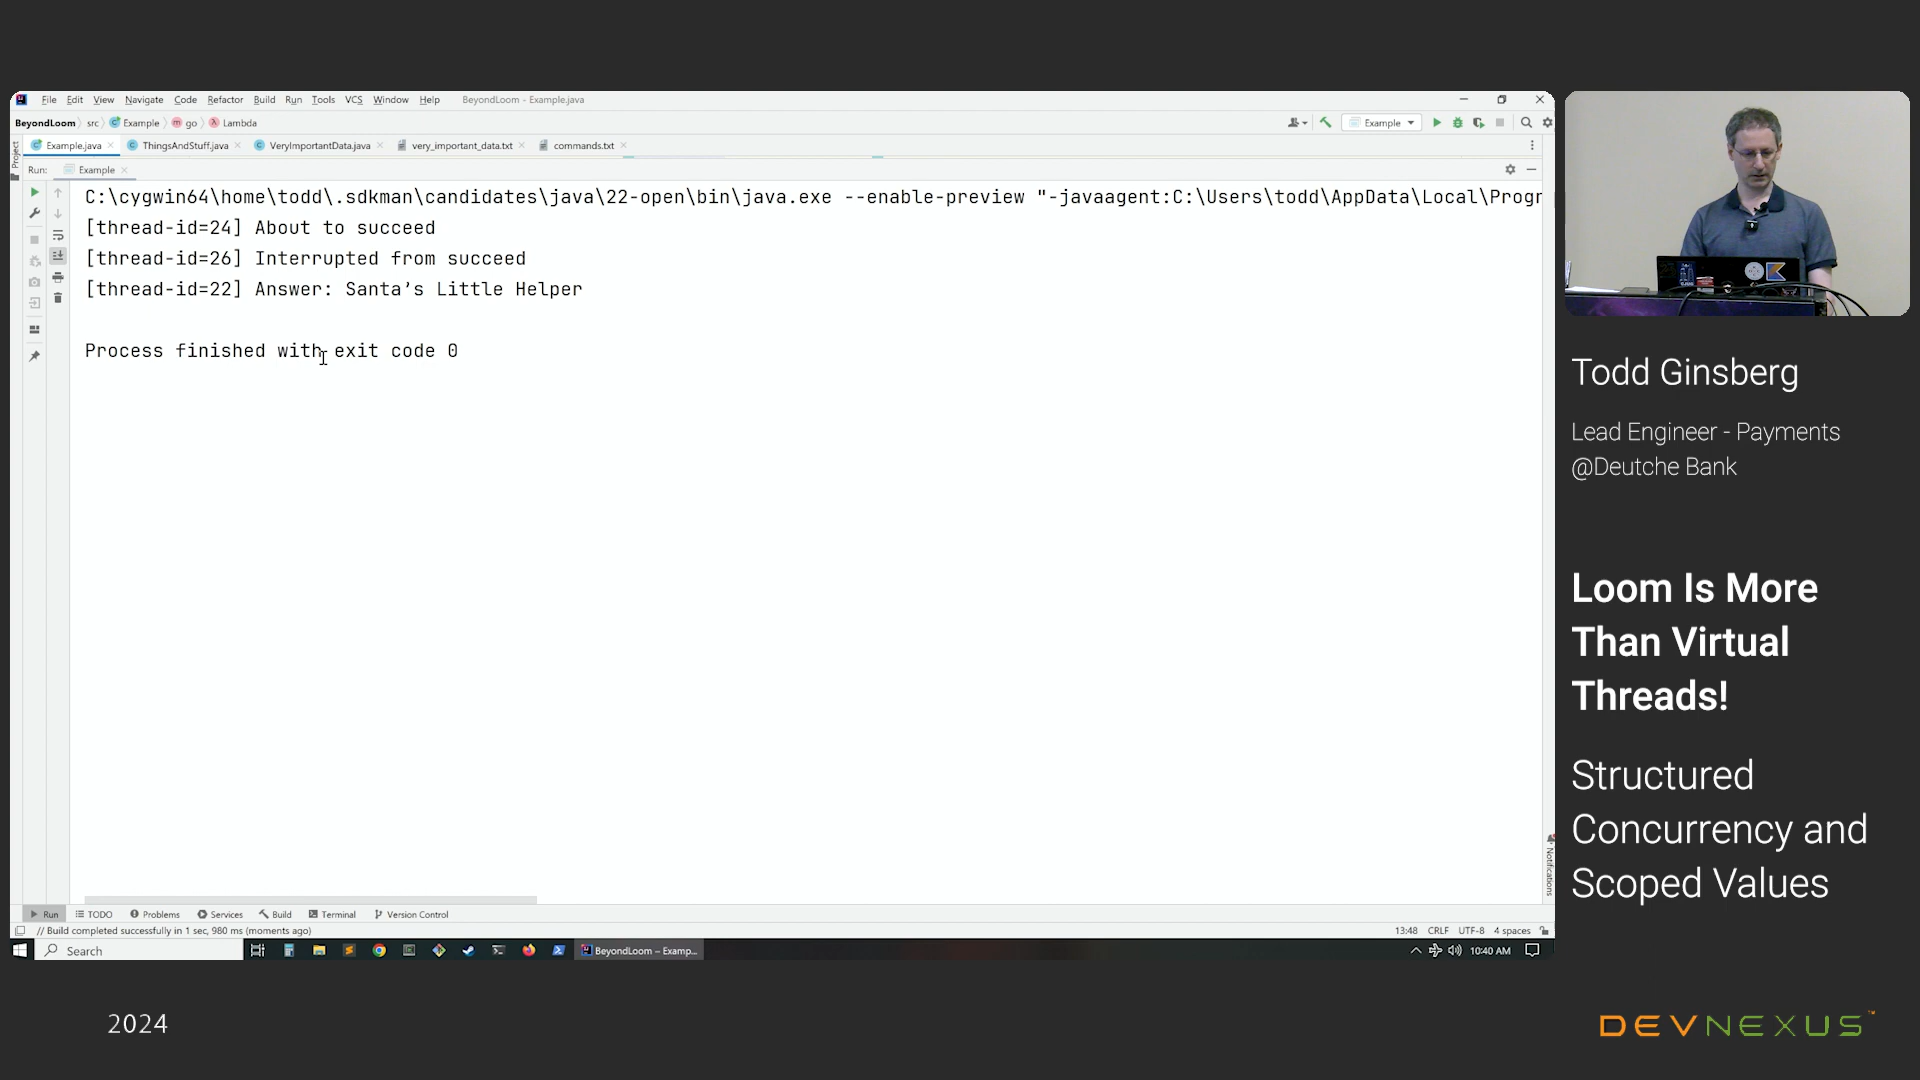 File Edit View Navigate Code Refactor Build Run Tools VCS Window Help BeyondLoom - Example.java
BeyondLoom src Example go Lambda
Example
Example.java ThingsAndStuff.java VeryImportantData.java very_important_data.txt commands.txt
Project
Run: Example
C:\cygwin64\home\todd\.sdkman\candidates\java\22-open\bin\java.exe --enable-preview "-javaagent:C:\Users\todd\AppData\Local\Progr
[thread-id=24] About to succeed
[thread-id=26] Interrupted from succeed
[thread-id=22] Answer: Santa's Little Helper
Process finished with exit code 0
Notifications
Run TODO Problems Services Build Terminal Version Control
// Build completed successfully in 1 sec, 980 ms (moments ago)
13:48 CRLF UTF-8 4 spaces
Search
BeyondLoom – Examp...
10:40 AM
Todd Ginsberg
Lead Engineer - Payments
@Deutche Bank
Loom Is More
Than Virtual
Threads!
Structured
Concurrency and
Scoped Values
2024
DEVNEXUS™